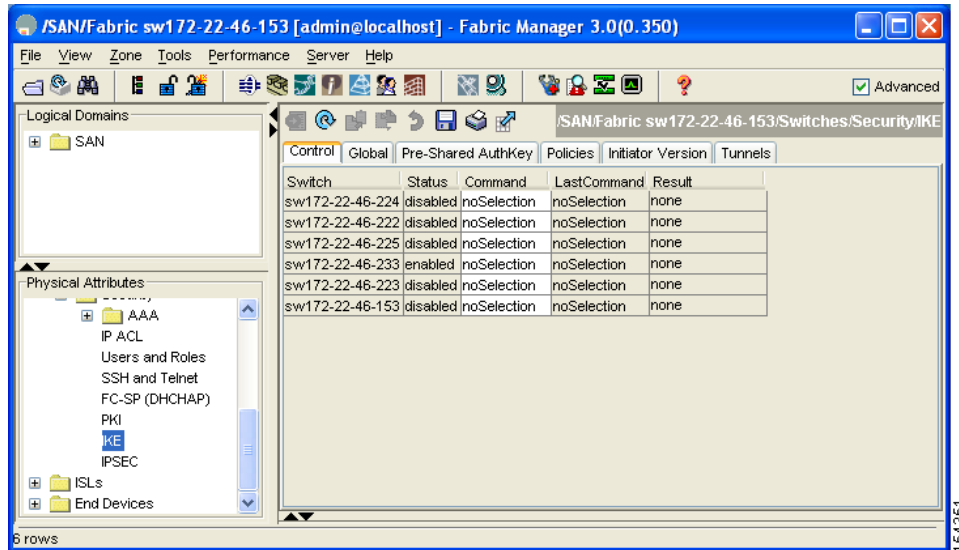 /SAN/Fabric sw172-22-46-153 [admin@localhost] - Fabric Manager 3.0(0.350)
File View Zone Tools Performance Server Help
Advanced
Logical Domains
SAN
/SAN/Fabric sw172-22-46-153/Switches/Security/IKE
Control Global Pre-Shared AuthKey Policies Initiator Version Tunnels
Switch Status Command LastCommand Result
sw172-22-46-224 disabled noSelection noSelection none
sw172-22-46-222 disabled noSelection noSelection none
sw172-22-46-225 disabled noSelection noSelection none
sw172-22-46-233 enabled noSelection noSelection none
sw172-22-46-223 disabled noSelection noSelection none
sw172-22-46-153 disabled noSelection noSelection none
Physical Attributes
AAA
IP ACL
Users and Roles
SSH and Telnet
FC-SP (DHCHAP)
PKI
IKE
IPSEC
ISLs
End Devices
6 rows
154351